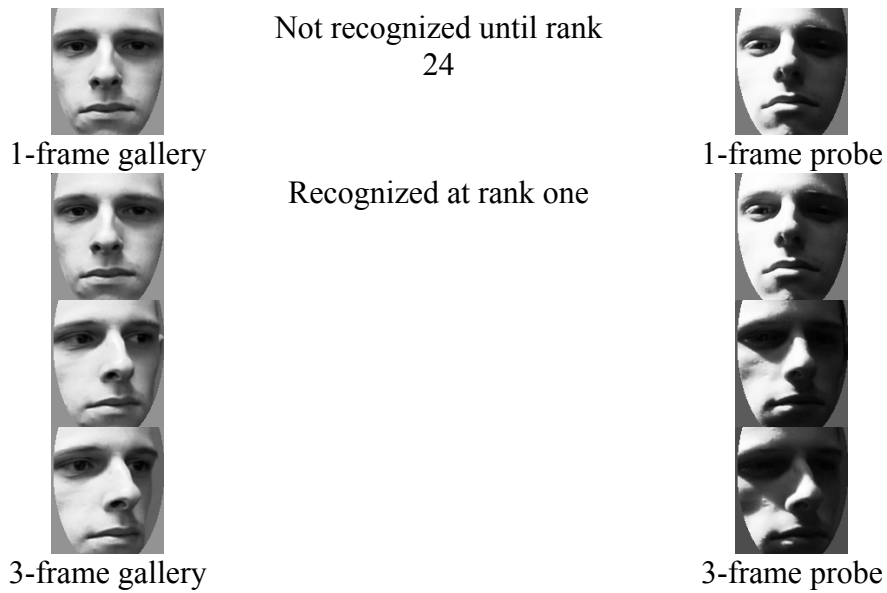 Not recognized until rank
24
1-frame gallery
1-frame probe
Recognized at rank one
3-frame gallery
3-frame probe